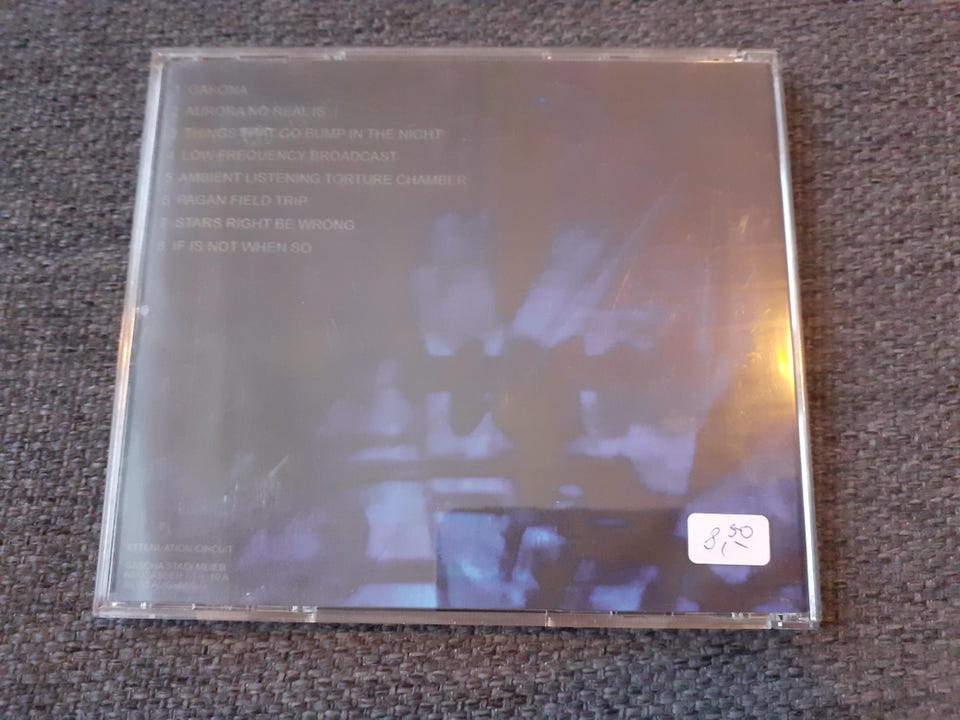 1 GAKONA
2 AURORA NO REAL IS
3 THINGS THAT GO BUMP IN THE NIGHT
4 LOW FREQUENCY BROADCAST
5 AMBIENT LISTENING TORTURE CHAMBER
6 PAGAN FIELD TRIP
7 STARS RIGHT BE WRONG
8 IF IS NOT WHEN SO
8,50
ATTENUATION CIRCUIT
SASCHA STADLMEIER